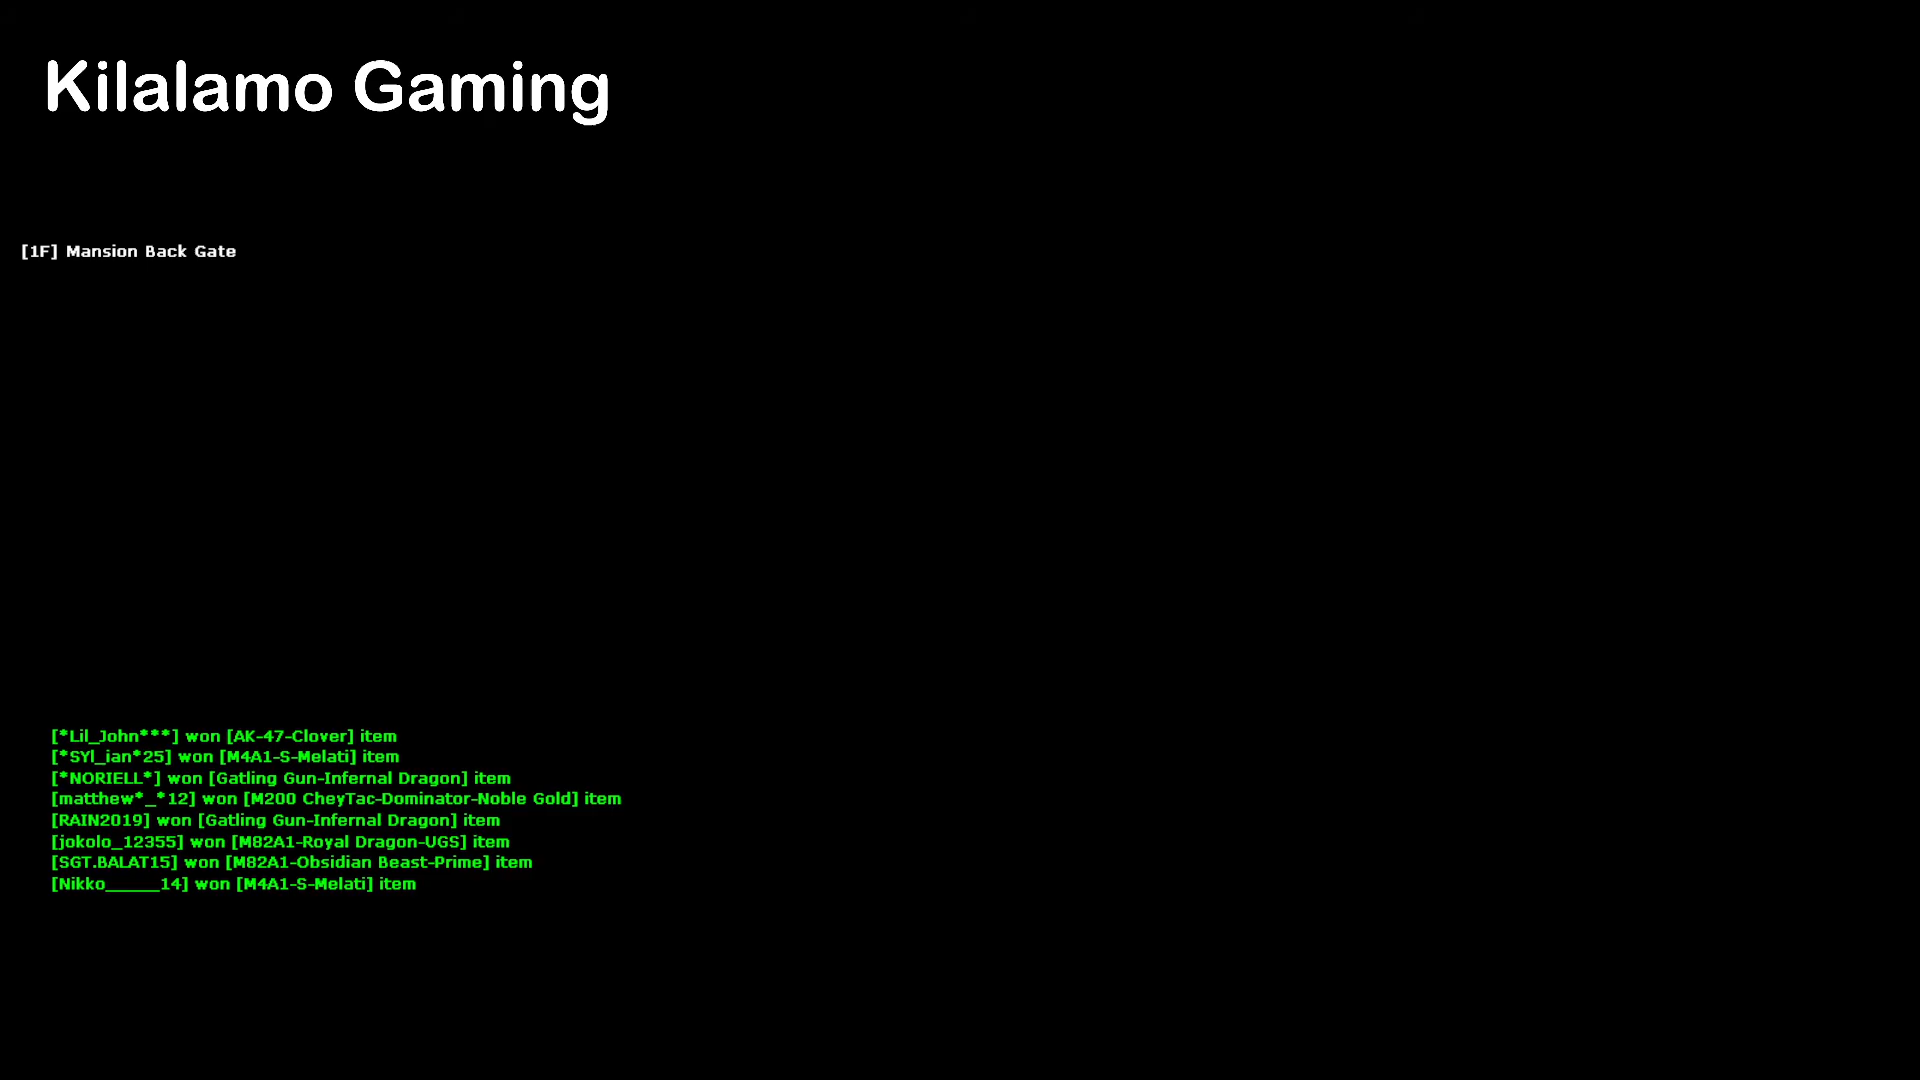 Kilalamo Gaming
[1F] Mansion Back Gate
[*Lil_John***] won [AK-47-Clover] item
[*SYl_ian*25] won [M4A1-S-Melati] item
[*NORIELL*] won [Gatling Gun-Infernal Dragon] item
[matthew*_*12] won [M200 CheyTac-Dominator-Noble Gold] item
[RAIN2019] won [Gatling Gun-Infernal Dragon] item
[jokolo_12355] won [M82A1-Royal Dragon-UGS] item
[SGT.BALAT15] won [M82A1-Obsidian Beast-Prime] item
[Nikko_____14] won [M4A1-S-Melati] item